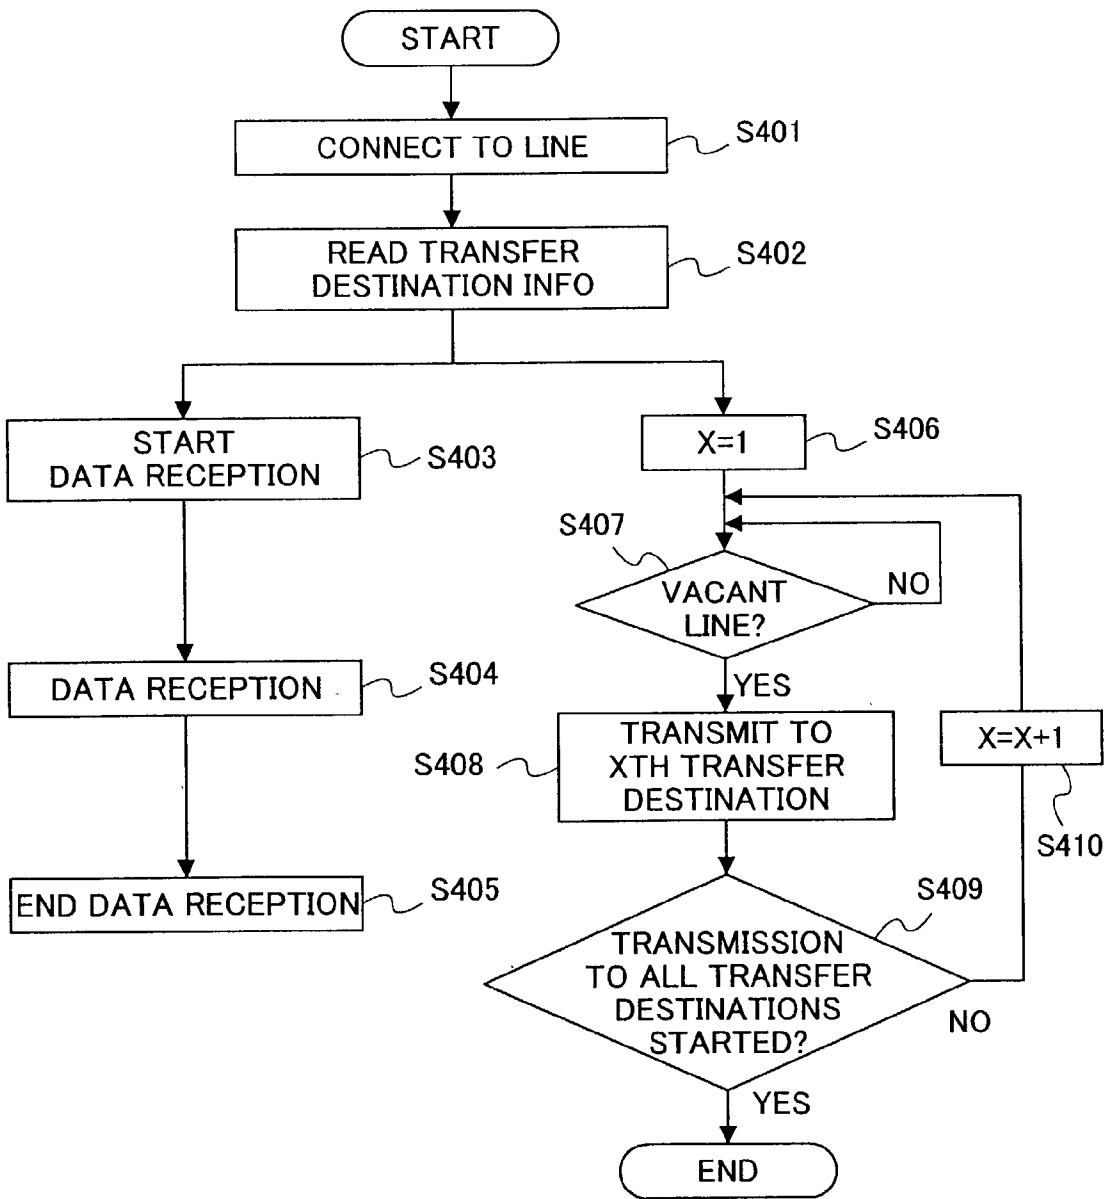 START
CONNECT TO LINE
S401
READ TRANSFER
DESTINATION INFO
S402
START
DATA RECEPTION
S403
DATA RECEPTION
S404
END DATA RECEPTION
S405
X=1
S406
S407
VACANT
LINE?
NO
YES
S408
TRANSMIT TO
XTH TRANSFER
DESTINATION
X=X+1
S410
S409
TRANSMISSION
TO ALL TRANSFER
DESTINATIONS
STARTED?
NO
YES
END